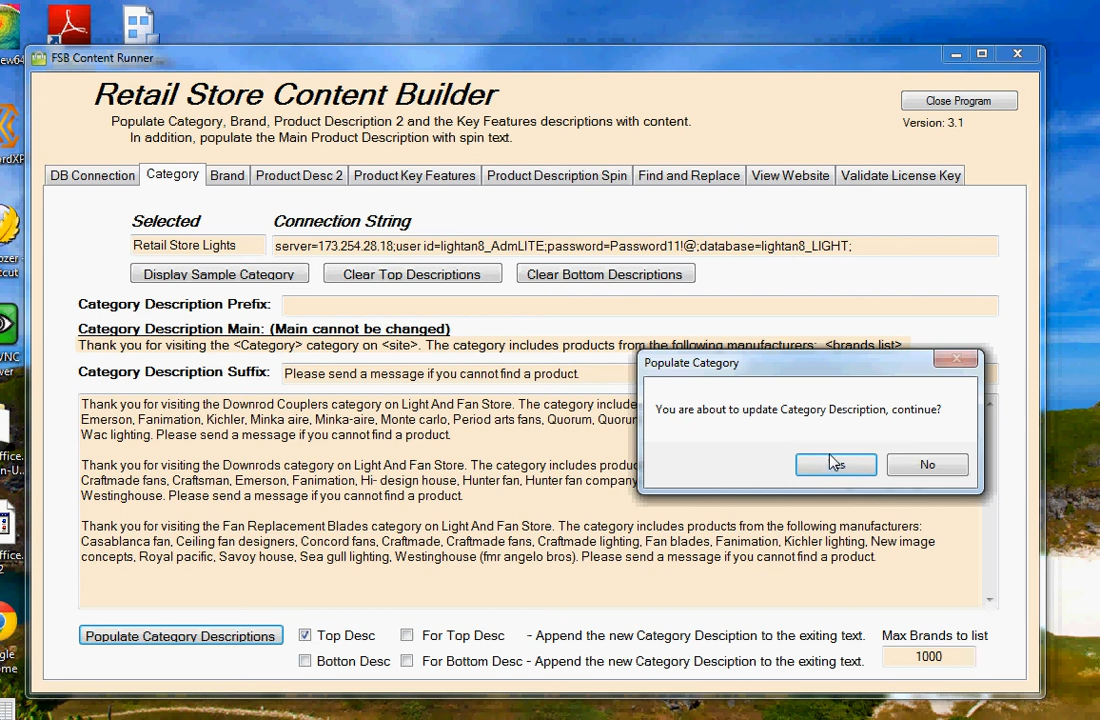 FSB Content Runner
Retail Store Content Builder
Close Program
Populate Category, Brand, Product Description 2 and the Key Features descriptions with content.
Version: 3.1
In addition, populate the Main Product Description with spin text.
DB Connection Category Brand Product Desc 2 Product Key Features Product Description Spin Find and Replace View Website Validate License Key
Selected Connection String
Retail Store Lights server=173.254.28.18;user id=lightan8_AdmLITE;password=Password11!@;database=lightan8_LIGHT;
Display Sample Category Clear Top Descriptions Clear Bottom Descriptions
Category Description Prefix:
Category Description Main: (Main cannot be changed)
Thank you for visiting the <Category> category on <site>. The category includes products from the following manufacturers: <brands list>
Category Description Suffix: Please send a message if you cannot find a product.
Populate Category
You are about to update Category Description, continue?
No
Thank you for visiting the Downrod Couplers category on Light And Fan Store. The category include
Emerson, Fanimation, Kichler, Minka aire, Minka-aire, Monte carlo, Period arts fans, Quorum, Quorun
Wac lighting. Please send a message if you cannot find a product.
Thank you for visiting the Downrods category on Light And Fan Store. The category includes produ
Craftmade fans, Craftsman, Emerson, Fanimation, Hi- design house, Hunter fan, Hunter fan company
Westinghouse. Please send a message if you cannot find a product.
Thank you for visiting the Fan Replacement Blades category on Light And Fan Store. The category includes products from the following manufacturers:
Casablanca fan, Ceiling fan designers, Concord fans, Craftmade, Craftmade fans, Craftmade lighting, Fan blades, Fanimation, Kichler lighting, New image
concepts, Royal pacific, Savoy house, Sea gull lighting, Westinghouse (fmr angelo bros). Please send a message if you cannot find a product.
Populate Category Descriptions Top Desc For Top Desc - Append the new Category Desciption to the exiting text. Max Brands to list
Botton Desc For Bottom Desc - Append the new Category Desciption to the exiting text. 1000